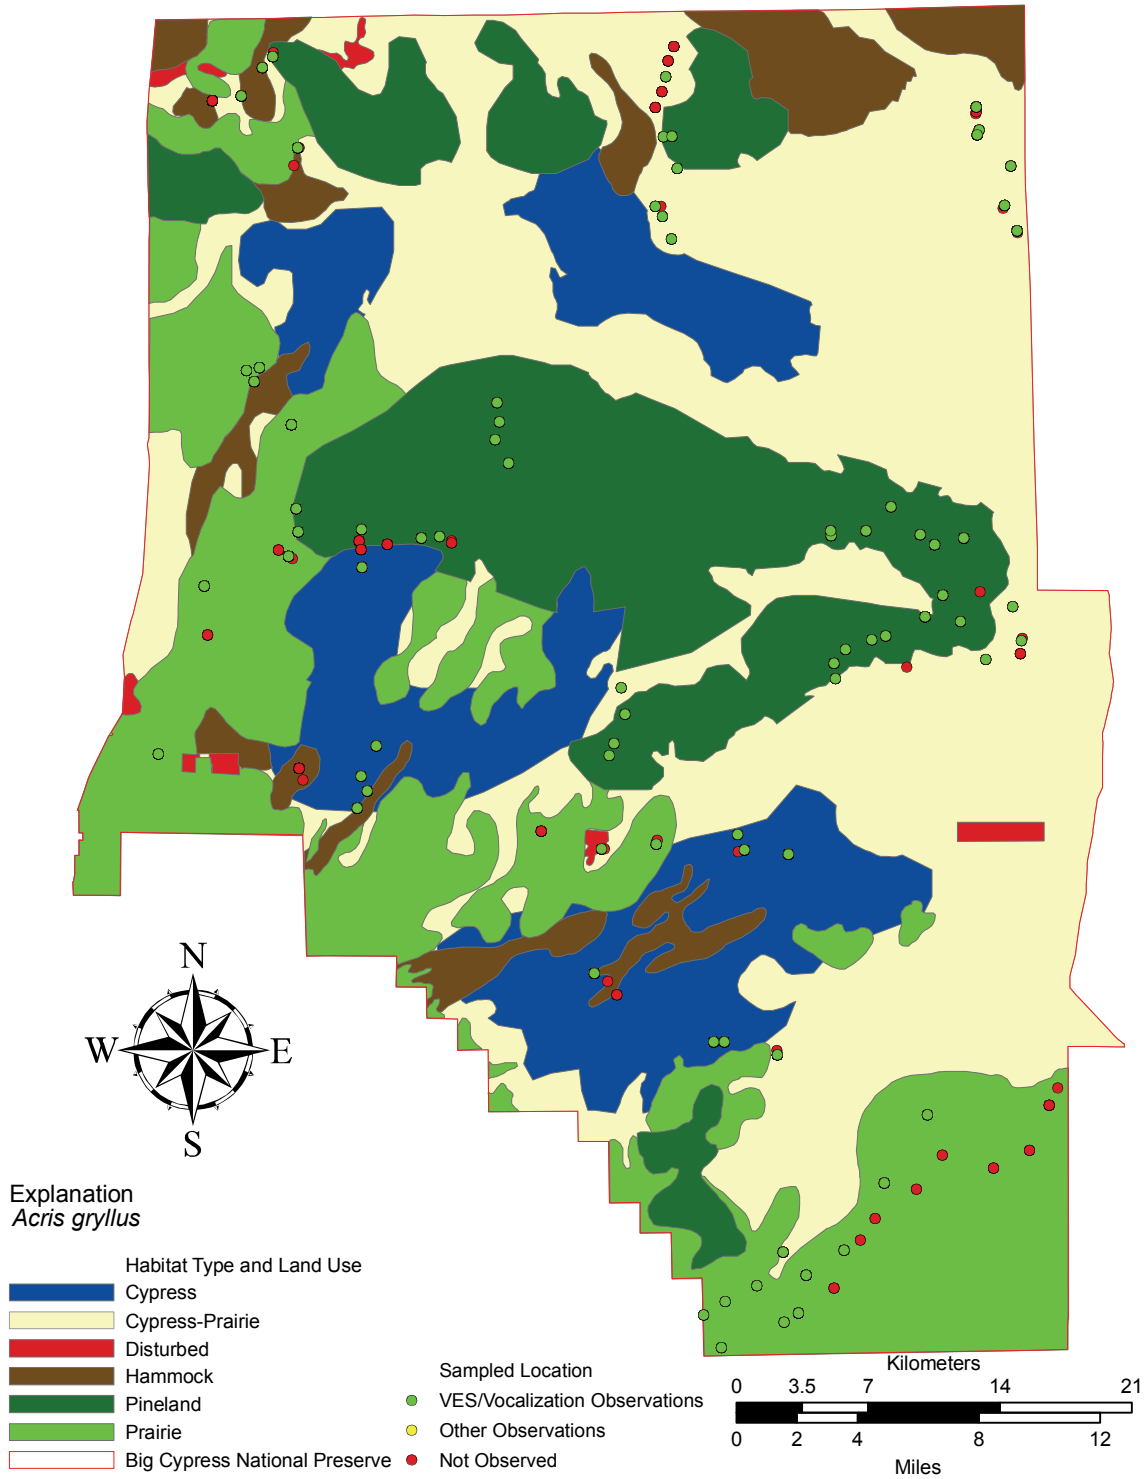 N
W
E
S
Explanation
Acris gryllus
Habitat Type and Land Use
Cypress
Cypress-Prairie
Disturbed
Hammock
Pineland
Prairie
Big Cypress National Preserve
Sampled Location
VES/Vocalization Observations
Other Observations
Not Observed
Kilometers
0 3.5 7 14 21
0 2 4 8 12
Miles